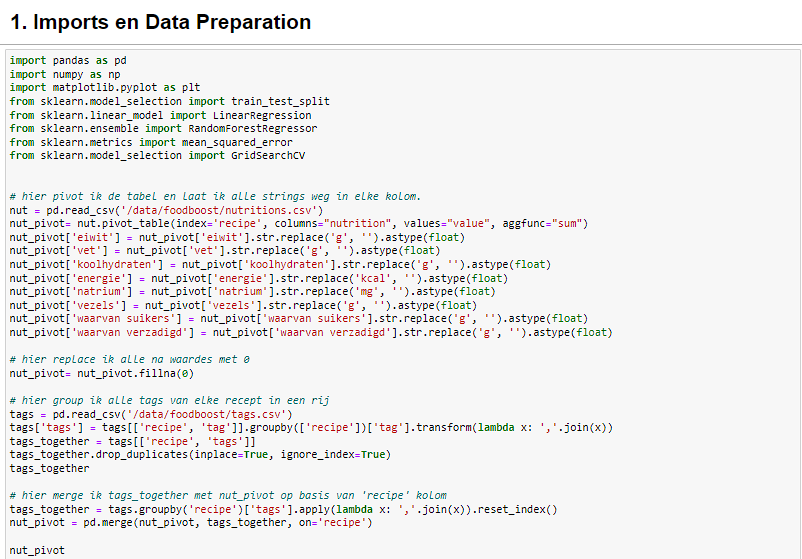 1. Imports en Data Preparation
import pandas as pd
import numpy as np
import matplotlib.pyplot as plt
from sklearn.model_selection import train_test_split
from sklearn.linear_model import LinearRegression
from sklearn.ensemble import RandomForestRegressor
from sklearn.metrics import mean_squared_error
from sklearn.model_selection import GridSearchCV
# hier pivot ik de tabel en laat ik alle strings weg in elke kolom.
nut = pd.read_csv('/data/foodboost/nutritions.csv')
nut_pivot= nut.pivot_table(index='recipe', columns="nutrition", values="value", aggfunc="sum")
nut_pivot['eiwit'] = nut_pivot['eiwit'].str.replace('g', '').astype(float)
nut_pivot['vet'] = nut_pivot['vet'].str.replace('g', '').astype(float)
nut_pivot['koolhydraten'] = nut_pivot['koolhydraten'].str.replace('g', '').astype(float)
nut_pivot['energie'] = nut_pivot['energie'].str.replace('kcal', '').astype(float)
nut_pivot['natrium'] = nut_pivot['natrium'].str.replace('mg', '').astype(float)
nut_pivot['vezels'] = nut_pivot['vezels'].str.replace('g', '').astype(float)
nut_pivot['waarvan suikers'] = nut_pivot['waarvan suikers'].str.replace('g', '').astype(float)
nut_pivot['waarvan verzadigd'] = nut_pivot['waarvan verzadigd'].str.replace('g', '').astype(float)
# hier replace ik alle na waardes met 0
nut_pivot= nut_pivot.fillna(0)
# hier group ik alle tags van elke recept in een rij
tags = pd.read_csv('/data/foodboost/tags.csv')
tags['tags'] = tags[['recipe', 'tag']].groupby(['recipe'])['tag'].transform(lambda x: ','.join(x))
tags_together = tags[['recipe', 'tags']]
tags_together.drop_duplicates(inplace=True, ignore_index=True)
tags_together
# hier merge ik tags_together met nut_pivot op basis van 'recipe' kolom
tags_together = tags.groupby('recipe')['tags'].apply(lambda x: ','.join(x)).reset_index()
nut_pivot = pd.merge(nut_pivot, tags_together, on='recipe')
nut_pivot